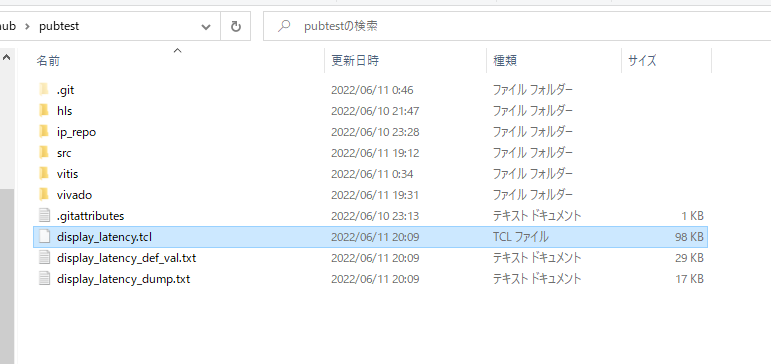 hub › pubtest pubtestの検索
名前 更新日時 種類 サイズ
.git 2022/06/11 0:46 ファイル フォルダー
hls 2022/06/10 21:47 ファイル フォルダー
ip_repo 2022/06/10 23:28 ファイル フォルダー
src 2022/06/11 19:12 ファイル フォルダー
vitis 2022/06/11 0:34 ファイル フォルダー
vivado 2022/06/11 19:31 ファイル フォルダー
.gitattributes 2022/06/10 23:13 テキスト ドキュメント 1 KB
display_latency.tcl 2022/06/11 20:09 TCL ファイル 98 KB
display_latency_def_val.txt 2022/06/11 20:09 テキスト ドキュメント 29 KB
display_latency_dump.txt 2022/06/11 20:09 テキスト ドキュメント 17 KB